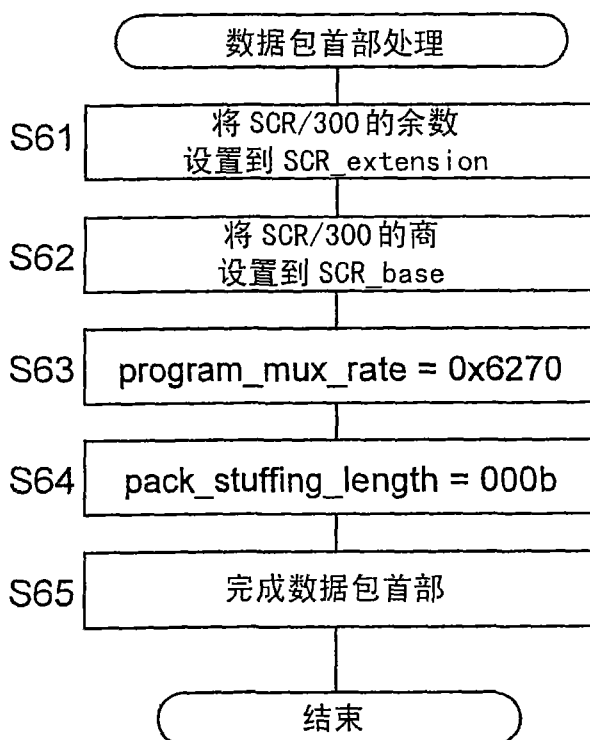 数据包首部处理
S61
将 SCR/300 的余数
设置到 SCR_extension
S62
将 SCR/300 的商
设置到 SCR_base
S63
program_mux_rate = 0x6270
S64
pack_stuffing_length = 000b
S65
完成数据包首部
结束